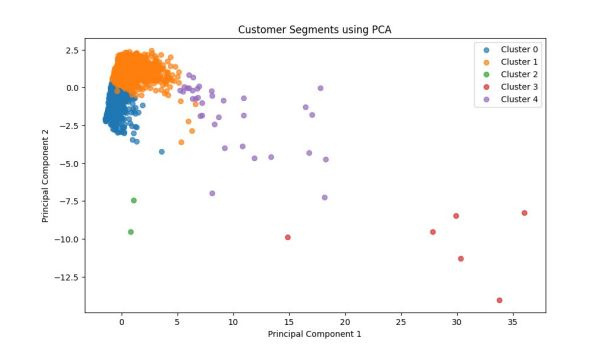 Customer Segments using PCA
Cluster 0
Cluster 1
Cluster 2
Cluster 3
Cluster 4
2.5
0.0
−2.5
−5.0
−7.5
−10.0
−12.5
Principal Component 2
0
5
10
15
20
25
30
35
Principal Component 1